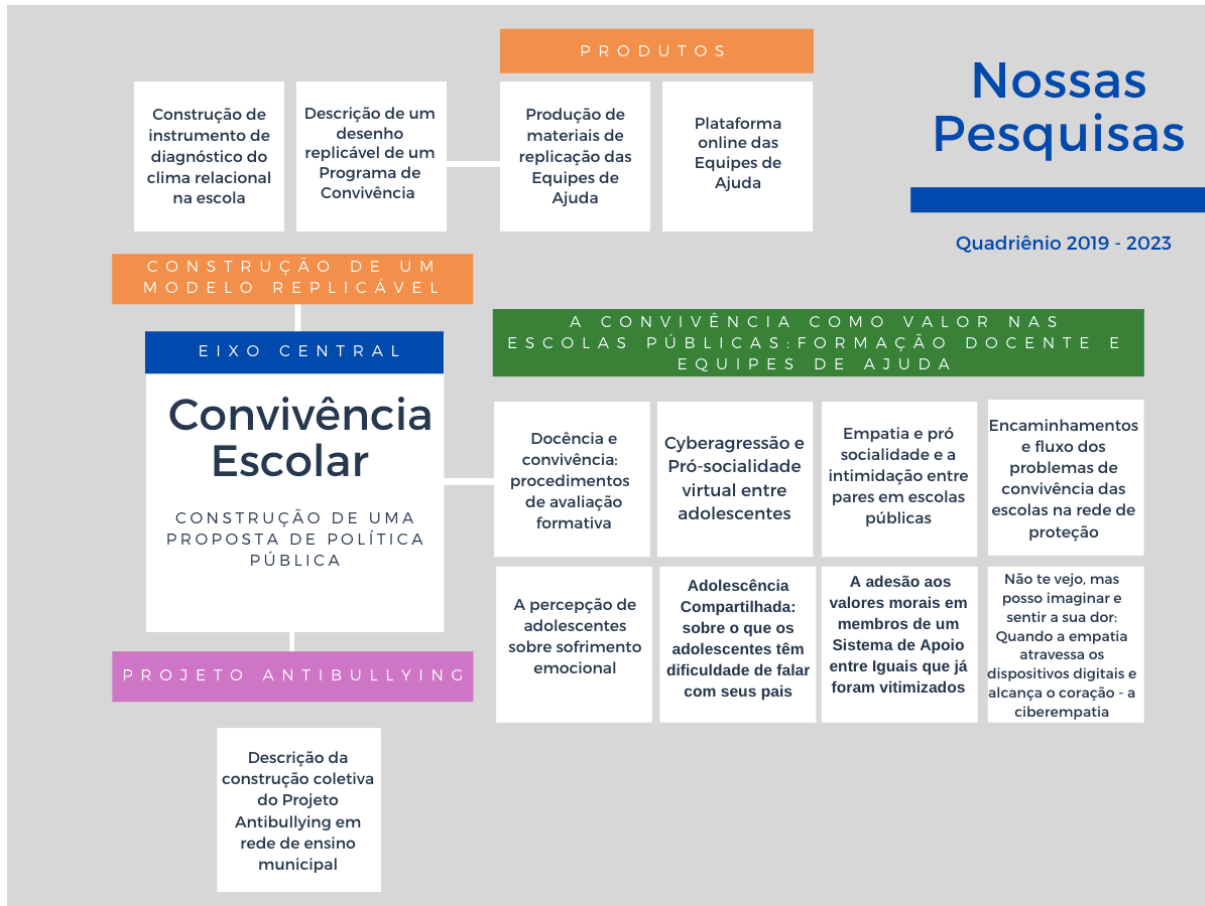 PRODUTOS
Nossas
Pesquisas
Quadriênio 2019 - 2023
Construção de
instrumento de
diagnóstico do
clima relacional
na escola
Descrição de um
desenho
replicável de um
Programa de
Convivência
Produção de
materiais de
replicação das
Equipes de
Ajuda
Plataforma
online das
Equipes de
Ajuda
CONSTRUÇÃO DE UM
MODELO REPLICÁVEL
EIXO CENTRAL
Convivência
Escolar
CONSTRUÇÃO DE UMA
PROPOSTA DE POLÍTICA
PÚBLICA
A CONVIVÊNCIA COMO VALOR NAS
ESCOLAS PÚBLICAS:FORMAÇÃO DOCENTE E
EQUIPES DE AJUDA
Docência e
convivência:
procedimentos
de avaliação
formativa
Cyberagressão e
Pró-socialidade
virtual entre
adolescentes
Empatia e pró
socialidade e a
intimidação entre
pares em escolas
públicas
Encaminhamentos
e fluxo dos
problemas de
convivência das
escolas na rede de
proteção
A percepção de
adolescentes
sobre sofrimento
emocional
Adolescência
Compartilhada:
sobre o que os
adolescentes têm
dificuldade de falar
com seus pais
A adesão aos
valores morais em
membros de um
Sistema de Apoio
entre Iguais que já
foram vitimizados
Não te vejo, mas
posso imaginar e
sentir a sua dor:
Quando a empatia
atravessa os
dispositivos digitais e
alcança o coração - a
ciberempatia
PROJETO ANTIBULLYING
Descrição da
construção coletiva
do Projeto
Antibullying em
rede de ensino
municipal